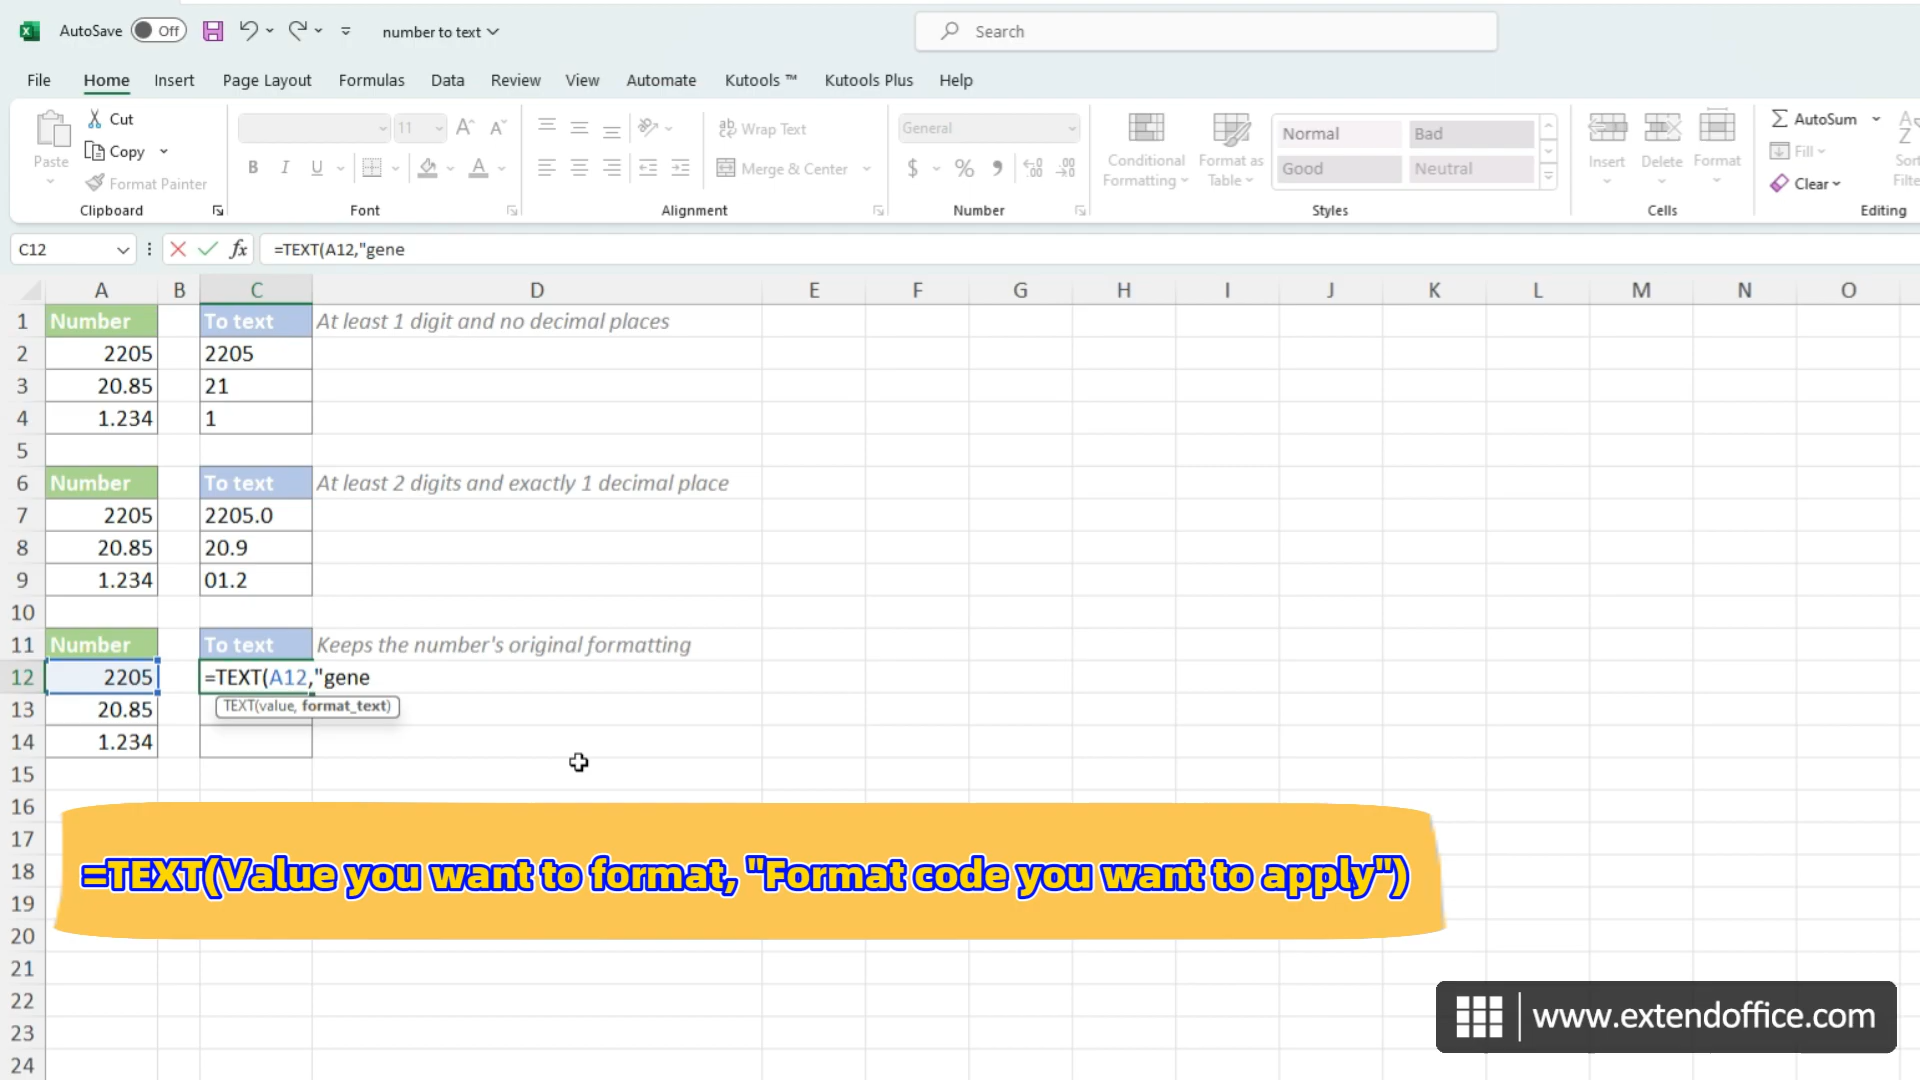 AutoSave Off number to text Search
File Home Insert Page Layout Formulas Data Review View Automate Kutools ™ Kutools Plus Help
Paste Cut Copy Format Painter
11 A^ A˅ B I U A
ab Wrap Text Merge & Center
General $ % 9 .00
Conditional Formatting Format as Table
Normal Bad Good Neutral
Insert Delete Format
AutoSum Fill Clear
Clipboard Font Alignment Number Styles Cells Editing
C12 fx =TEXT(A12,"gene
A B C D E F G H I J K L M N O
1 Number To text At least 1 digit and no decimal places
2 2205 2205
3 20.85 21
4 1.234 1
5
6 Number To text At least 2 digits and exactly 1 decimal place
7 2205 2205.0
8 20.85 20.9
9 1.234 01.2
10
11 Number To text Keeps the number's original formatting
12 2205 =TEXT(A12,"gene
13 20.85 TEXT(value, format_text)
14 1.234
15
16
17
18 =TEXT(Value you want to format, "Format code you want to apply")
19
20
21
22 www.extendoffice.com
23
24